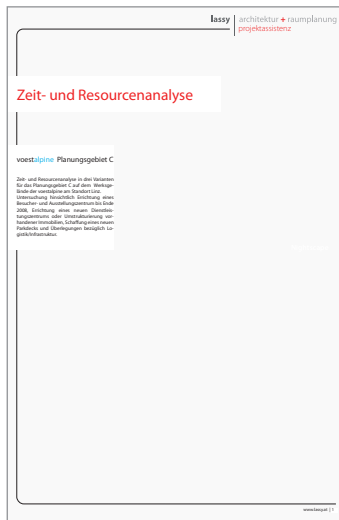 lassy architektur + raumplanung
projektassistenz
Zeit- und Resourcenanalyse
voestalpine Planungsgebiet C
Zeit- und Resourcenanalyse in drei Varianten
für das Planungsgebiet C auf dem Werksge-
lände der voestalpine am Standort Linz.
Untersuchung hinsichtlich Errichtung eines
Besucher- und Ausstellungszentrum bis Ende
2008, Errichtung eines neuen Dienstleis-
tungszentrums oder Umstrukturierung vor-
handener Immobilien, Schaffung eines neuen
Parkdecks und Überlegungen bezüglich Lo-
gistik/Infrastruktur.
www.lassy.at | 1